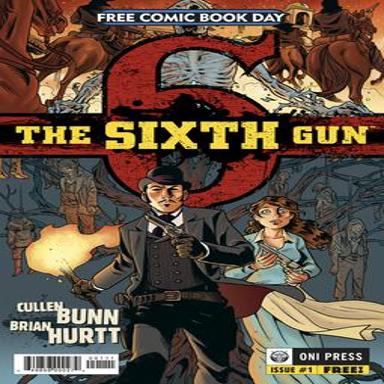 FREE COMIC BOOK DAY
6
THE SIXTH GUN
CULLEN
BUNN
BRIAN
HURTT
ONI PRESS
ISSUE #1 FREE!